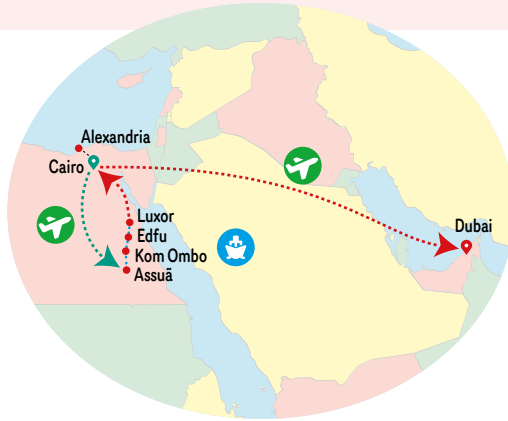 Alexandria
Cairo
Luxor
Edfu
Kom Ombo
Assuã
Dubai